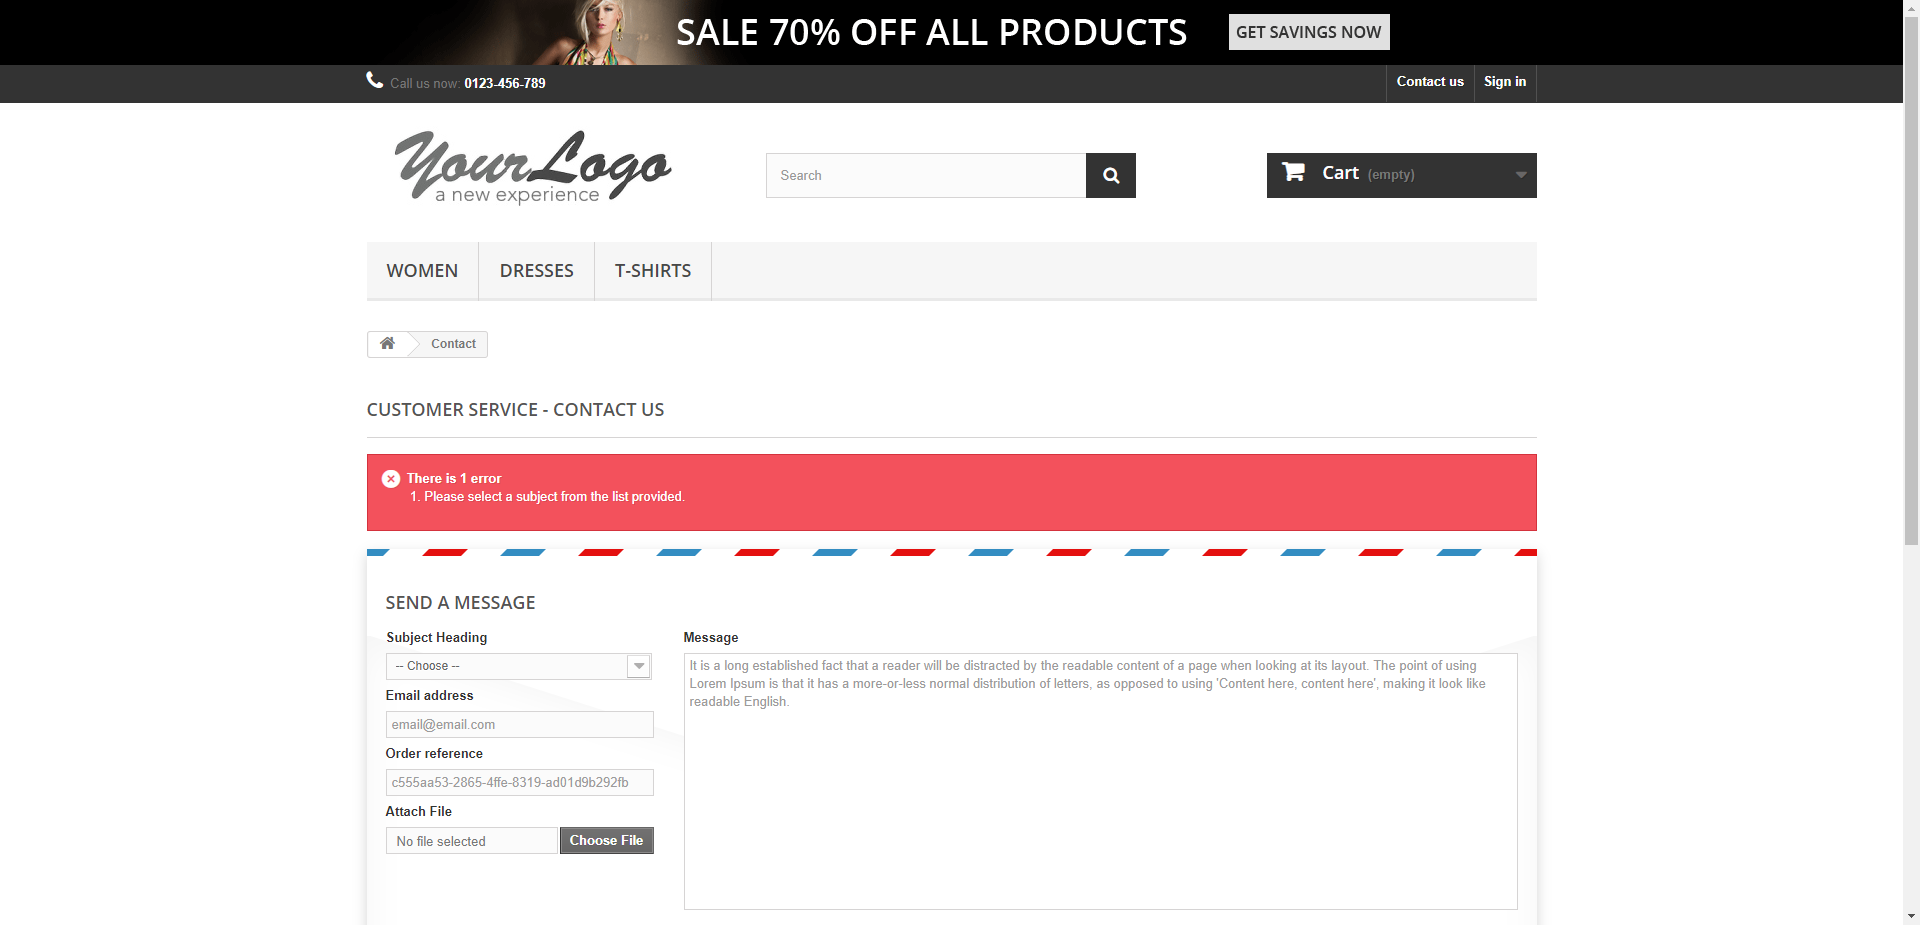 SALE 70% OFF ALL PRODUCTS GET SAVINGS NOW
Call us now: 0123-456-789 Contact us Sign in
YourLogo
a new experience
Search
Cart (empty)
WOMEN DRESSES T-SHIRTS
Contact
CUSTOMER SERVICE - CONTACT US
There is 1 error
1. Please select a subject from the list provided.
SEND A MESSAGE
Subject Heading
-- Choose --
Email address
email@email.com
Order reference
c555aa53-2865-4ffe-8319-ad01d9b292fb
Attach File
No file selected Choose File
Message
It is a long established fact that a reader will be distracted by the readable content of a page when looking at its layout. The point of using
Lorem Ipsum is that it has a more-or-less normal distribution of letters, as opposed to using 'Content here, content here', making it look like
readable English.